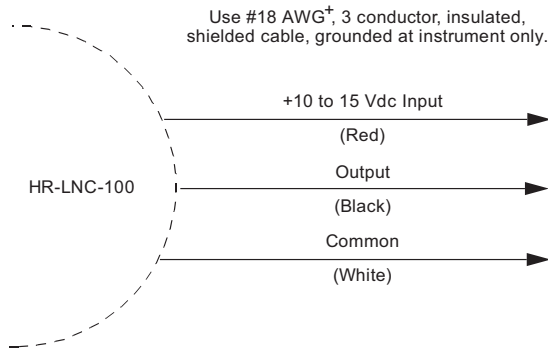 Use #18 AWG+, 3 conductor, insulated,
shielded cable, grounded at instrument only.
+10 to 15 Vdc Input
(Red)
HR-LNC-100
Output
(Black)
Common
(White)